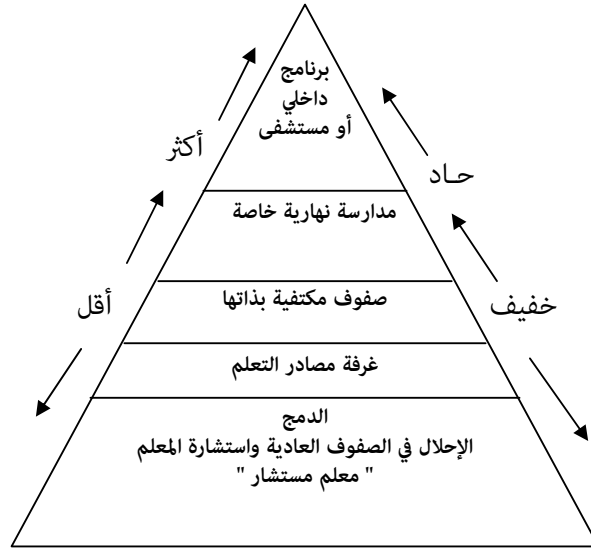 برنامج
داخلي
أو مستشفى
أكثر
حـاد
مدارسة نهارية خاصة
صفوف مكتفية بذاتها
أقل
خفيف
غرفة مصادر التعلم
الدمج
الإحلال في الصفوف العادية واستشارة المعلم
" معلم مستشار "